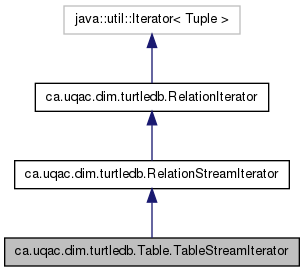 java::util::Iterator< Tuple >
ca.uqac.dim.turtledb.RelationIterator
ca.uqac.dim.turtledb.RelationStreamIterator
ca.uqac.dim.turtledb.Table.TableStreamIterator